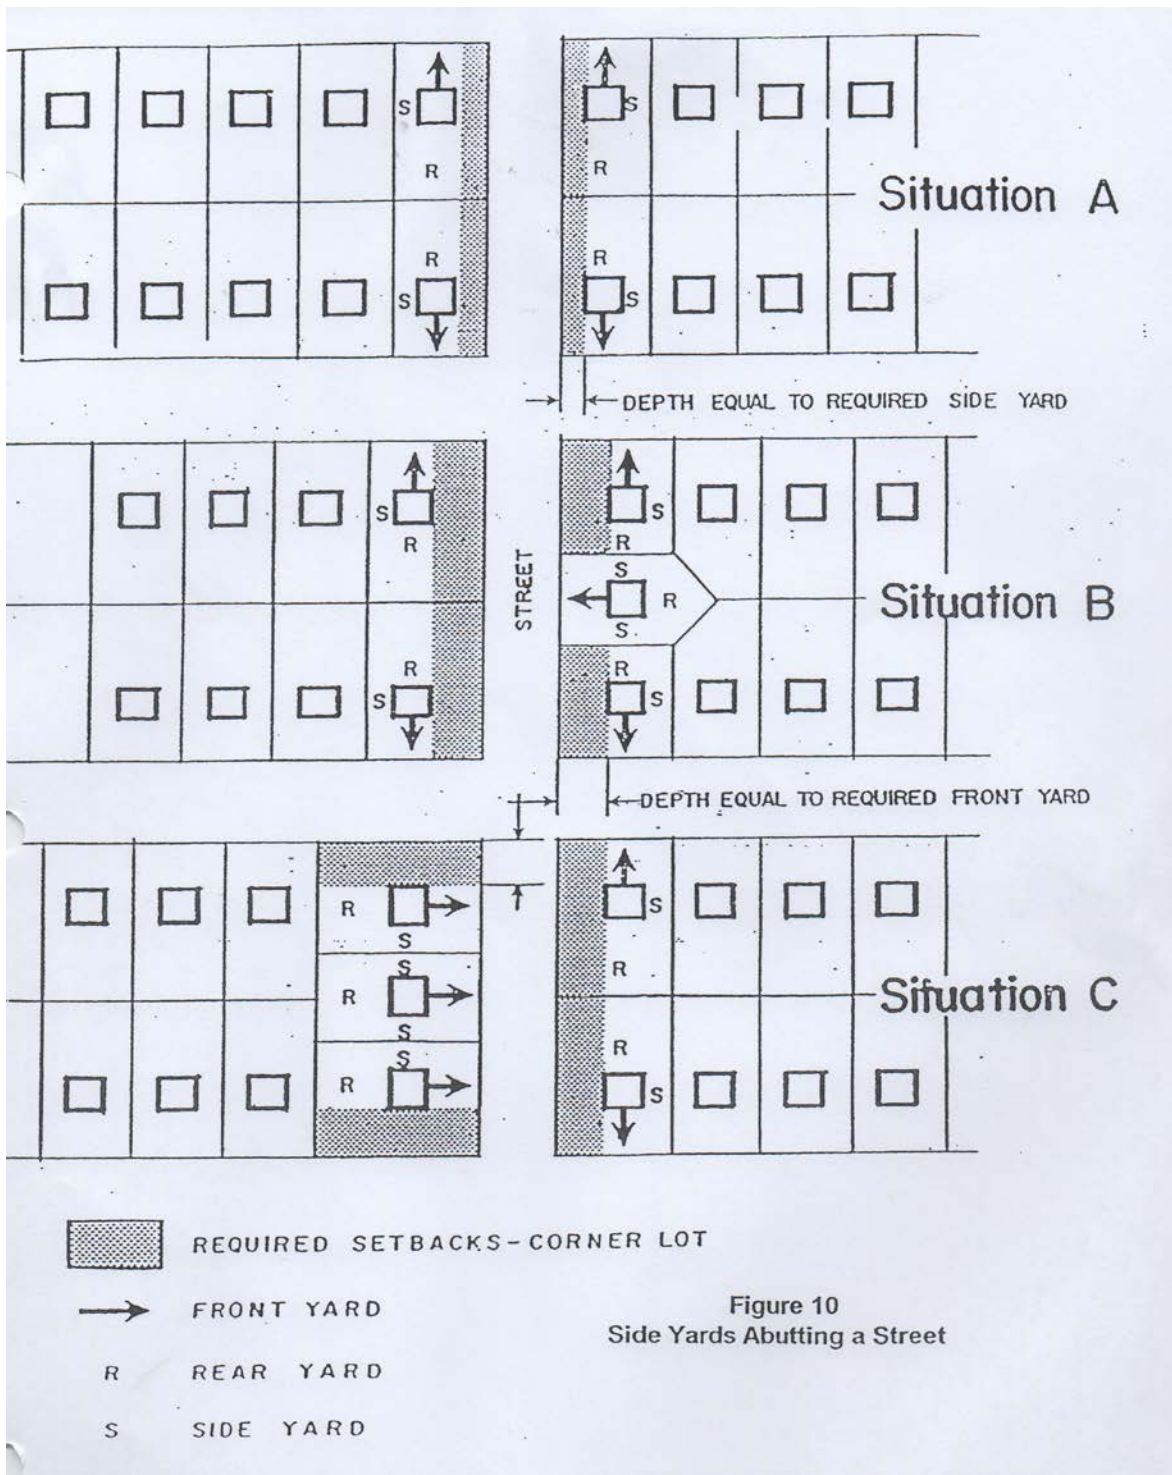 S
S
R
R
Situation A
R
R
S
S
DEPTH EQUAL TO REQUIRED SIDE YARD
S
S
R
R
S
STREET
R
Situation B
S
R
R
S
S
DEPTH EQUAL TO REQUIRED FRONT YARD
R
S
S
S
R
R
S
Situation C
S
R
R
S
REQUIRED SETBACKS-CORNER LOT
FRONT YARD
Figure 10
Side Yards Abutting a Street
R REAR YARD
S SIDE YARD